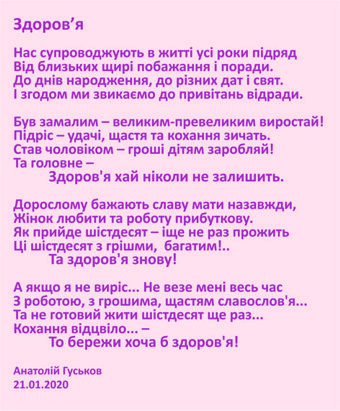 Здоров’я
Нас супроводжують в житті усі роки підряд
Від близьких щирі побажання і поради.
До днів народження, до різних дат і свят.
І згодом ми звикаємо до привітань відради.
Був замалим – великим-превеликим виростай!
Підріс – удачі, щастя та кохання зичать.
Став чоловіком – гроші дітям заробляй!
Та головне –
Здоров'я хай ніколи не залишить.
Дорослому бажають славу мати назавжди,
Жінок любити та роботу прибуткову.
Як прийде шістдесят – іще не раз прожить
Ці шістдесят з грішми,  багатим!..
Та здоров'я знову!
А якщо я не виріс... Не везе мені весь час
З роботою, з грошима, щастям славослов'я...
Та не готовий жити шістдесят ще раз...
Кохання відцвіло... –
То бережи хоча б здоров'я!
Анатолій Гуськов
21.01.2020